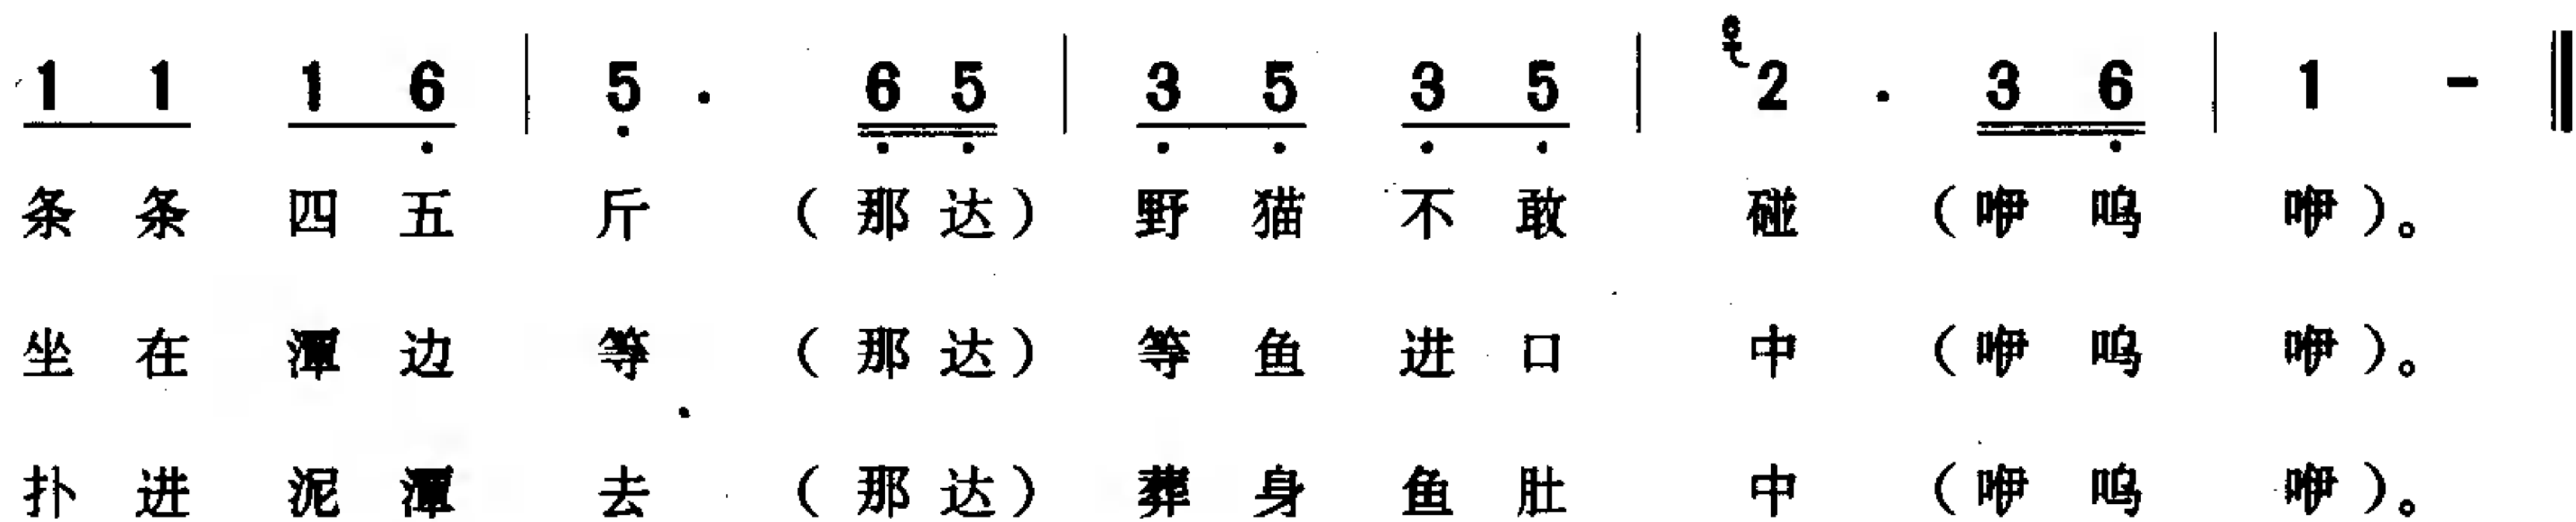 1 1 1 6 | 5 . 6 5 | 3 5 3 5 | 6 2 . 3 6 | 1 - ‖
条条四五斤（那达）野猫不敢碰（咿呜咿）。
坐在潭边等（那达）等鱼进口中（咿呜咿）。
扑进泥潭去（那达）葬身鱼肚中（咿呜咿）。